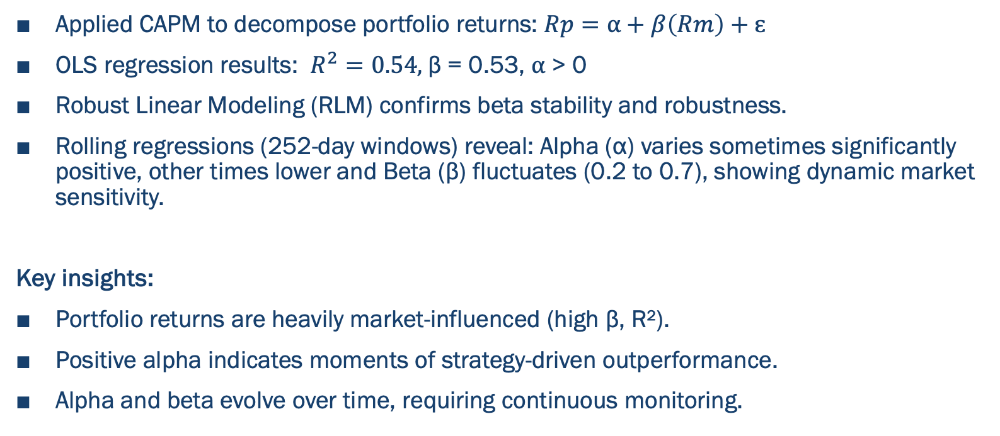 ▪ Applied CAPM to decompose portfolio returns: Rp = α + β(Rm) + ε
▪ OLS regression results: R² = 0.54, β = 0.53, α > 0
▪ Robust Linear Modeling (RLM) confirms beta stability and robustness.
▪ Rolling regressions (252-day windows) reveal: Alpha (α) varies sometimes significantly
positive, other times lower and Beta (β) fluctuates (0.2 to 0.7), showing dynamic market
sensitivity.
Key insights:
▪ Portfolio returns are heavily market-influenced (high β, R²).
▪ Positive alpha indicates moments of strategy-driven outperformance.
▪ Alpha and beta evolve over time, requiring continuous monitoring.